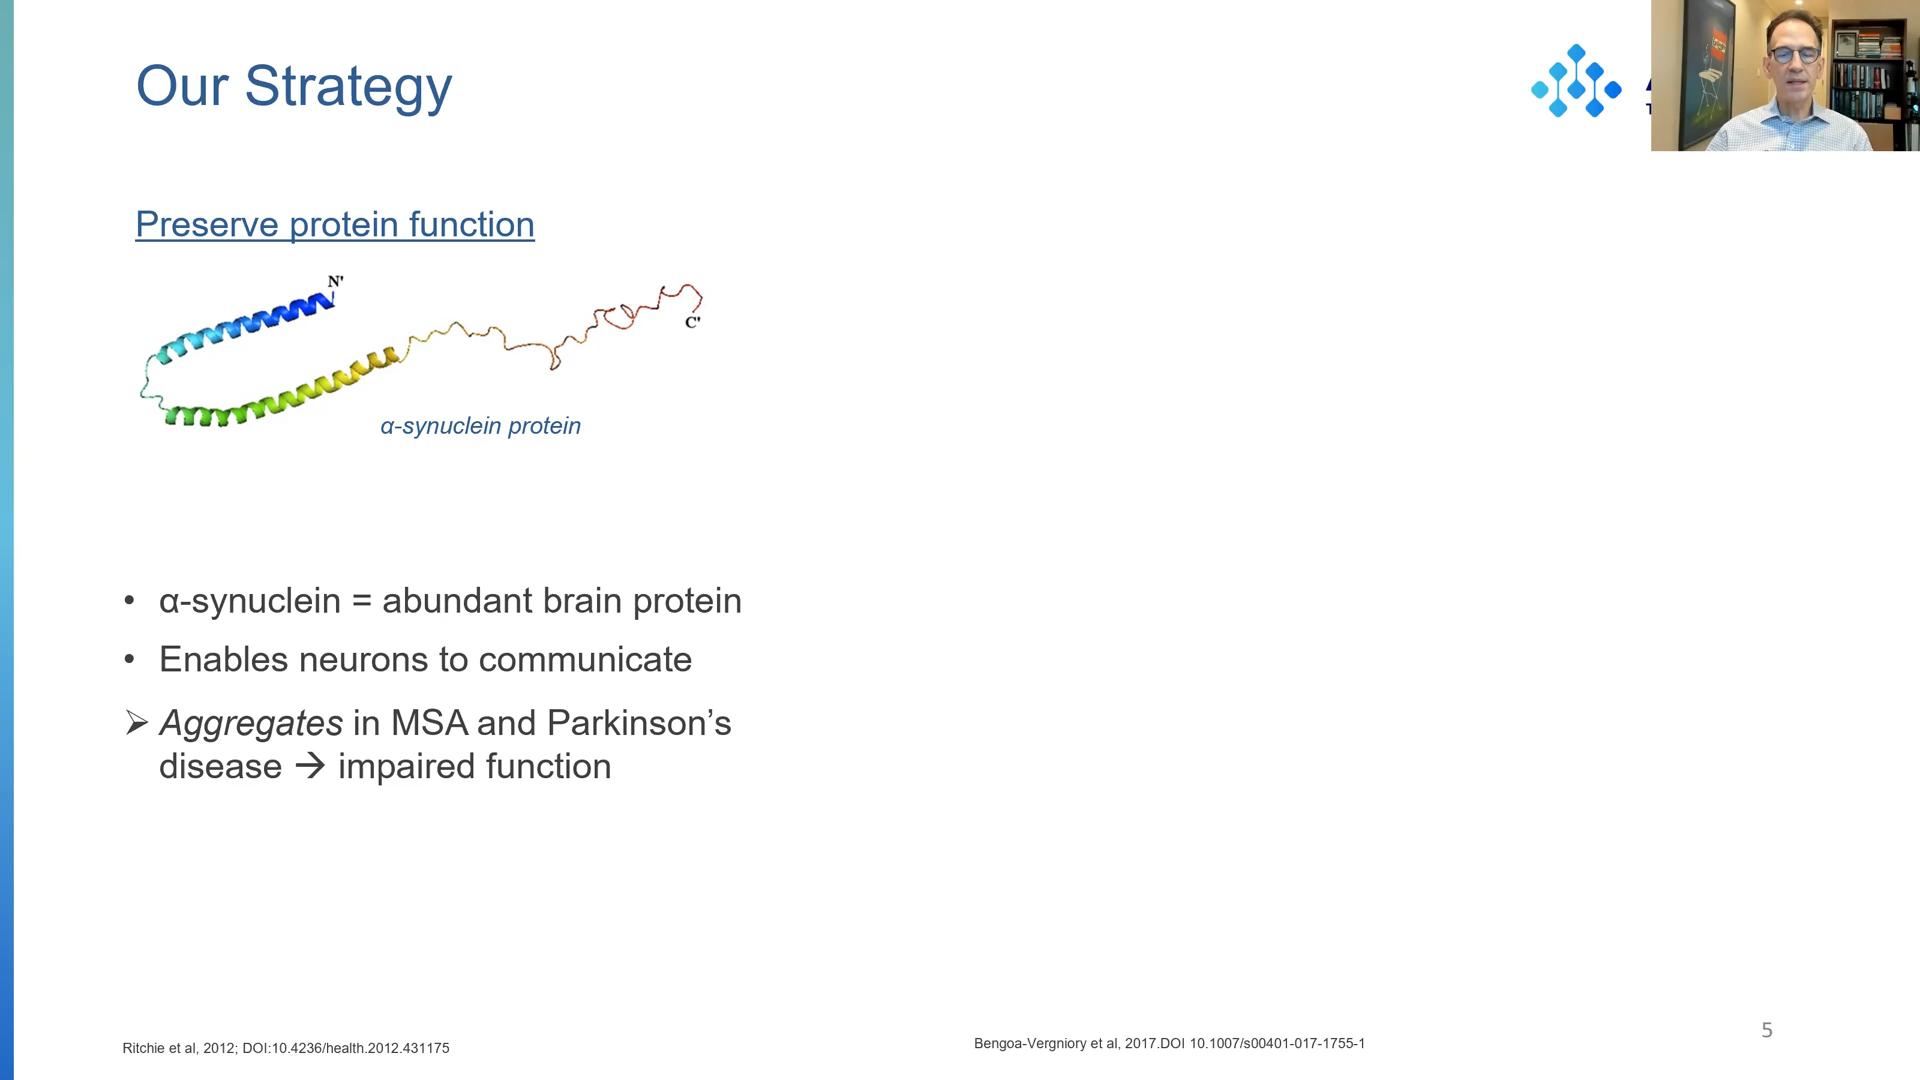 Our Strategy
Preserve protein function
N'
C'
α-synuclein protein
• α-synuclein = abundant brain protein
• Enables neurons to communicate
➢ Aggregates in MSA and Parkinson’s
disease → impaired function
Ritchie et al, 2012; DOI:10.4236/health.2012.431175
Bengoa-Vergniory et al, 2017.DOI 10.1007/s00401-017-1755-1
5